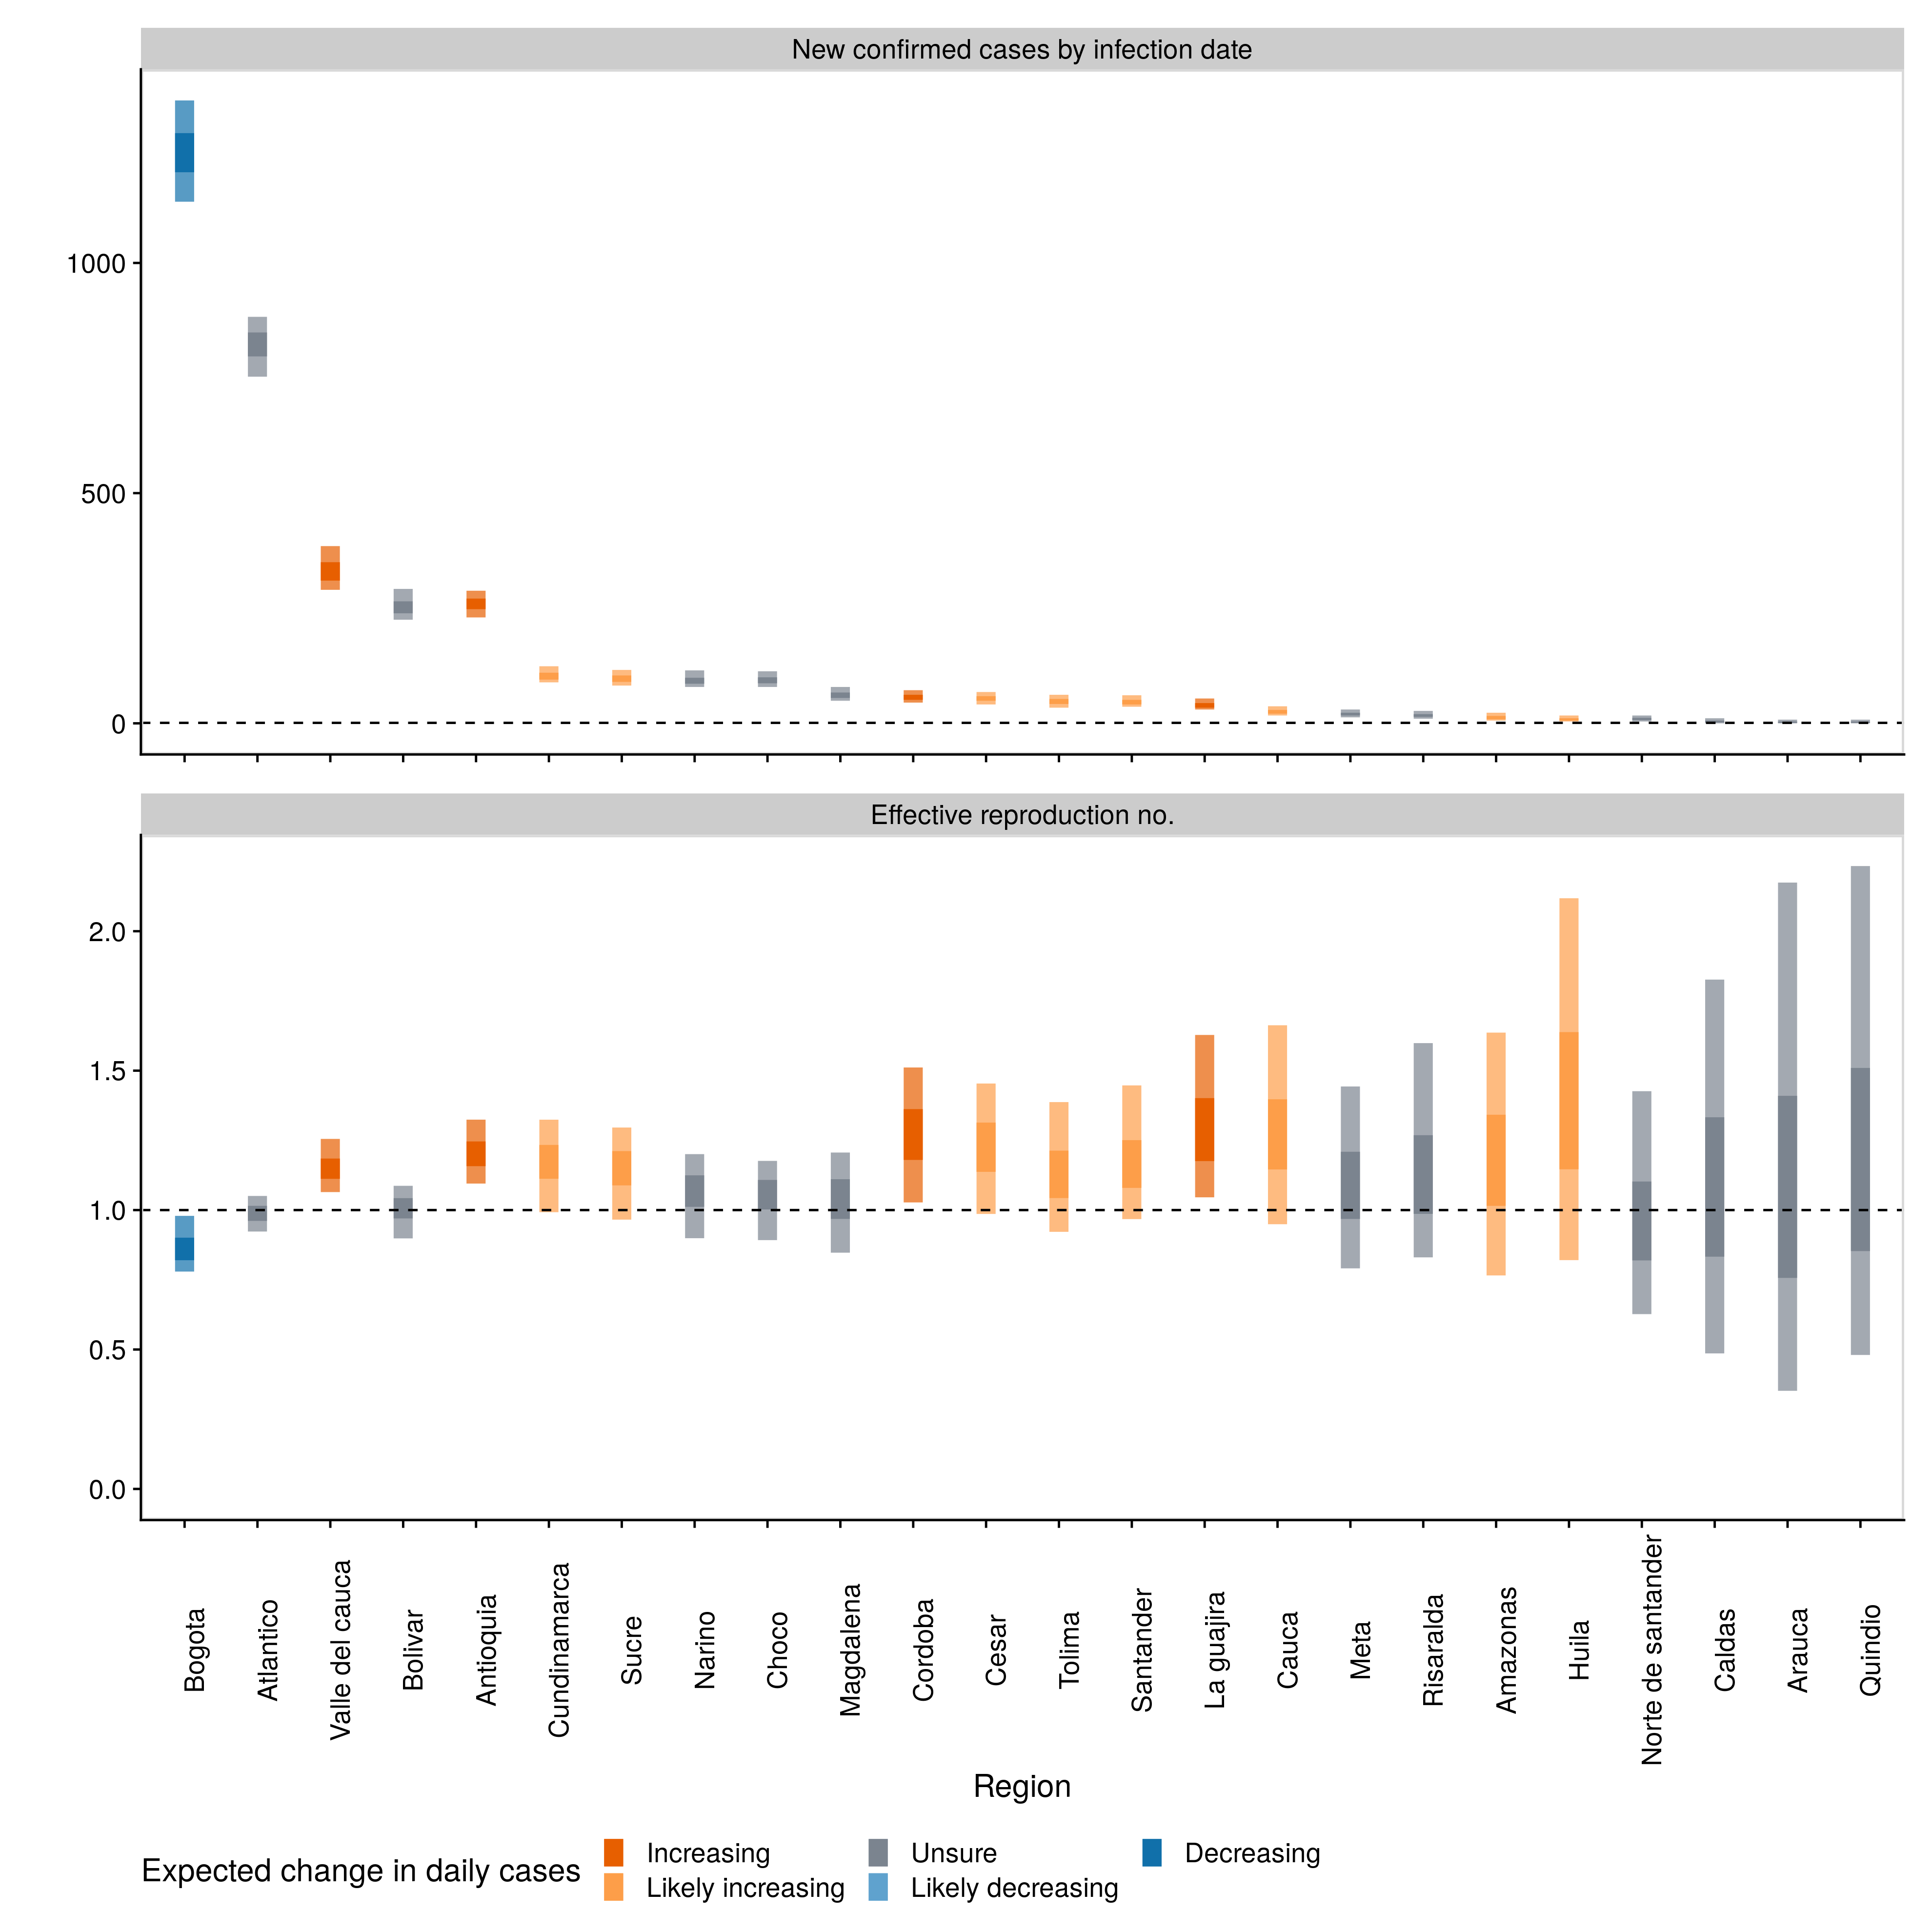 New confirmed cases by infection date
1000
500
0
Effective reproduction no.
2.0
1.5
1.0
0.5
0.0
Bogota
Atlantico
Valle del cauca
Bolivar
Antioquia
Cundinamarca
Sucre
Narino
Choco
Magdalena
Cordoba
Cesar
Tolima
Santander
La guajira
Cauca
Meta
Risaralda
Amazonas
Huila
Norte de santander
Caldas
Arauca
Quindio
Region
Expected change in daily cases
Increasing
Likely increasing
Unsure
Likely decreasing
Decreasing